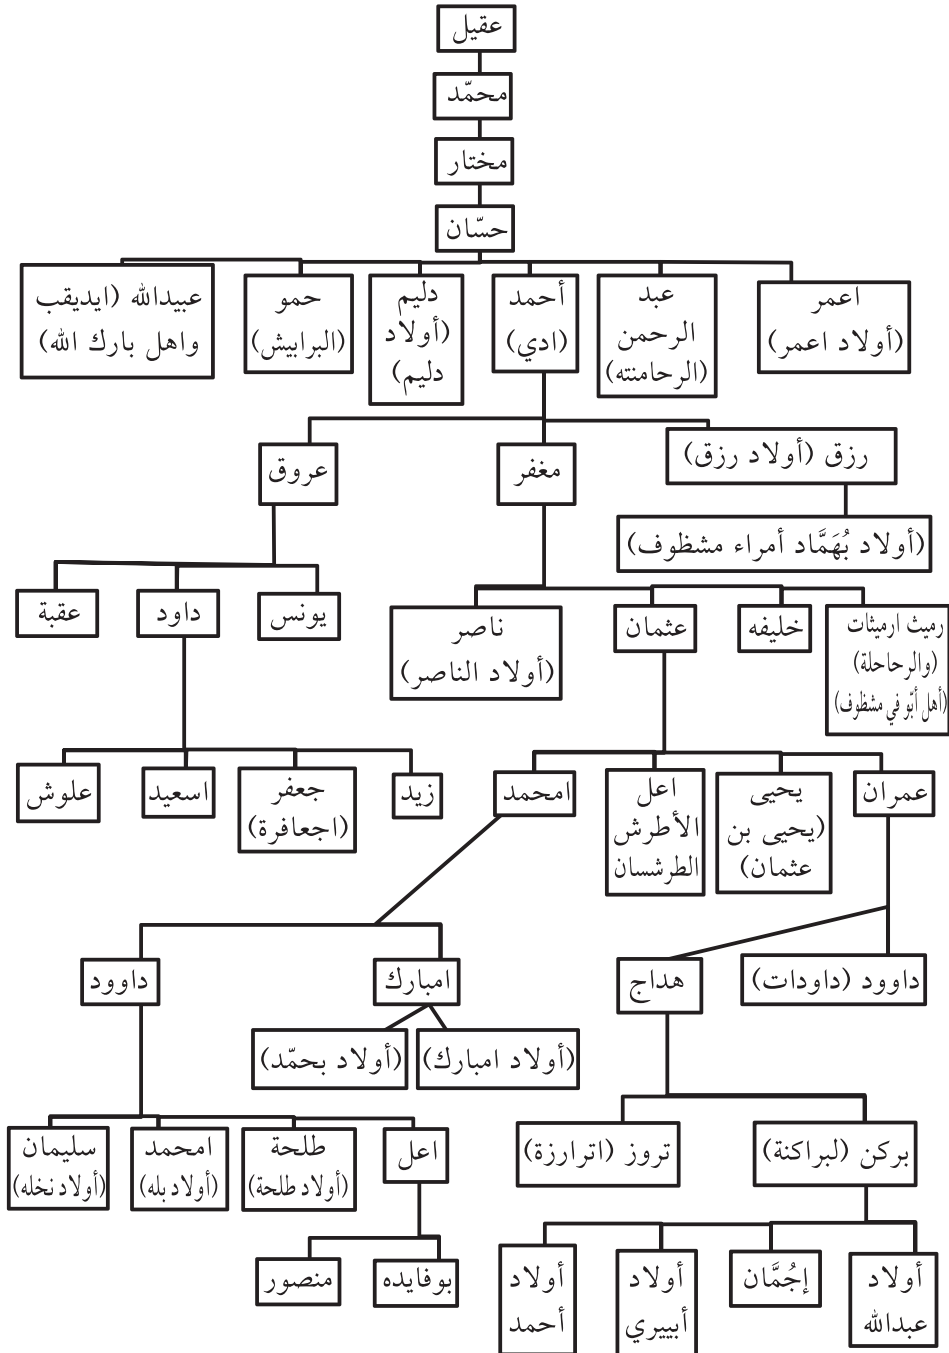 عقيل
محمّد
مختار
حسّان
اعمر
(أولاد اعمر)
عبد
الرحمن
(الرحامنته)
أحمد
(ادي)
دليم
(أولاد
دليم)
حمو
(البرابيش)
عبيدالله (ايديقب
واهل بارك الله)
رزق (أولاد رزق)
مغفر
عروق
(أولاد بُهَمَّاد أمراء مشظوف)
رميث ارميثات
(والرحاحلة)
(أهل أبّو في مشظوف)
خليفه
عثمان
ناصر
(أولاد الناصر)
يونس
داود
عقبة
عمران
يحيى
(يحيى بن
عثمان)
اعل
الأطرش
الطرشسان
امحمد
زيد
جعفر
(اجعافرة)
اسعيد
علوش
داوود (داودات)
هداج
امبارك
داوود
(أولاد امبارك)
(أولاد بحمّد)
بركن (لبراكنة)
تروز (اترارزة)
اعل
طلحة
(أولاد طلحة)
امحمد
(أولاد بله)
سليمان
(أولاد نخله)
أولاد
عبدالله
إجُمَّان
أولاد
أبييري
أولاد
أحمد
بوفايده
منصور